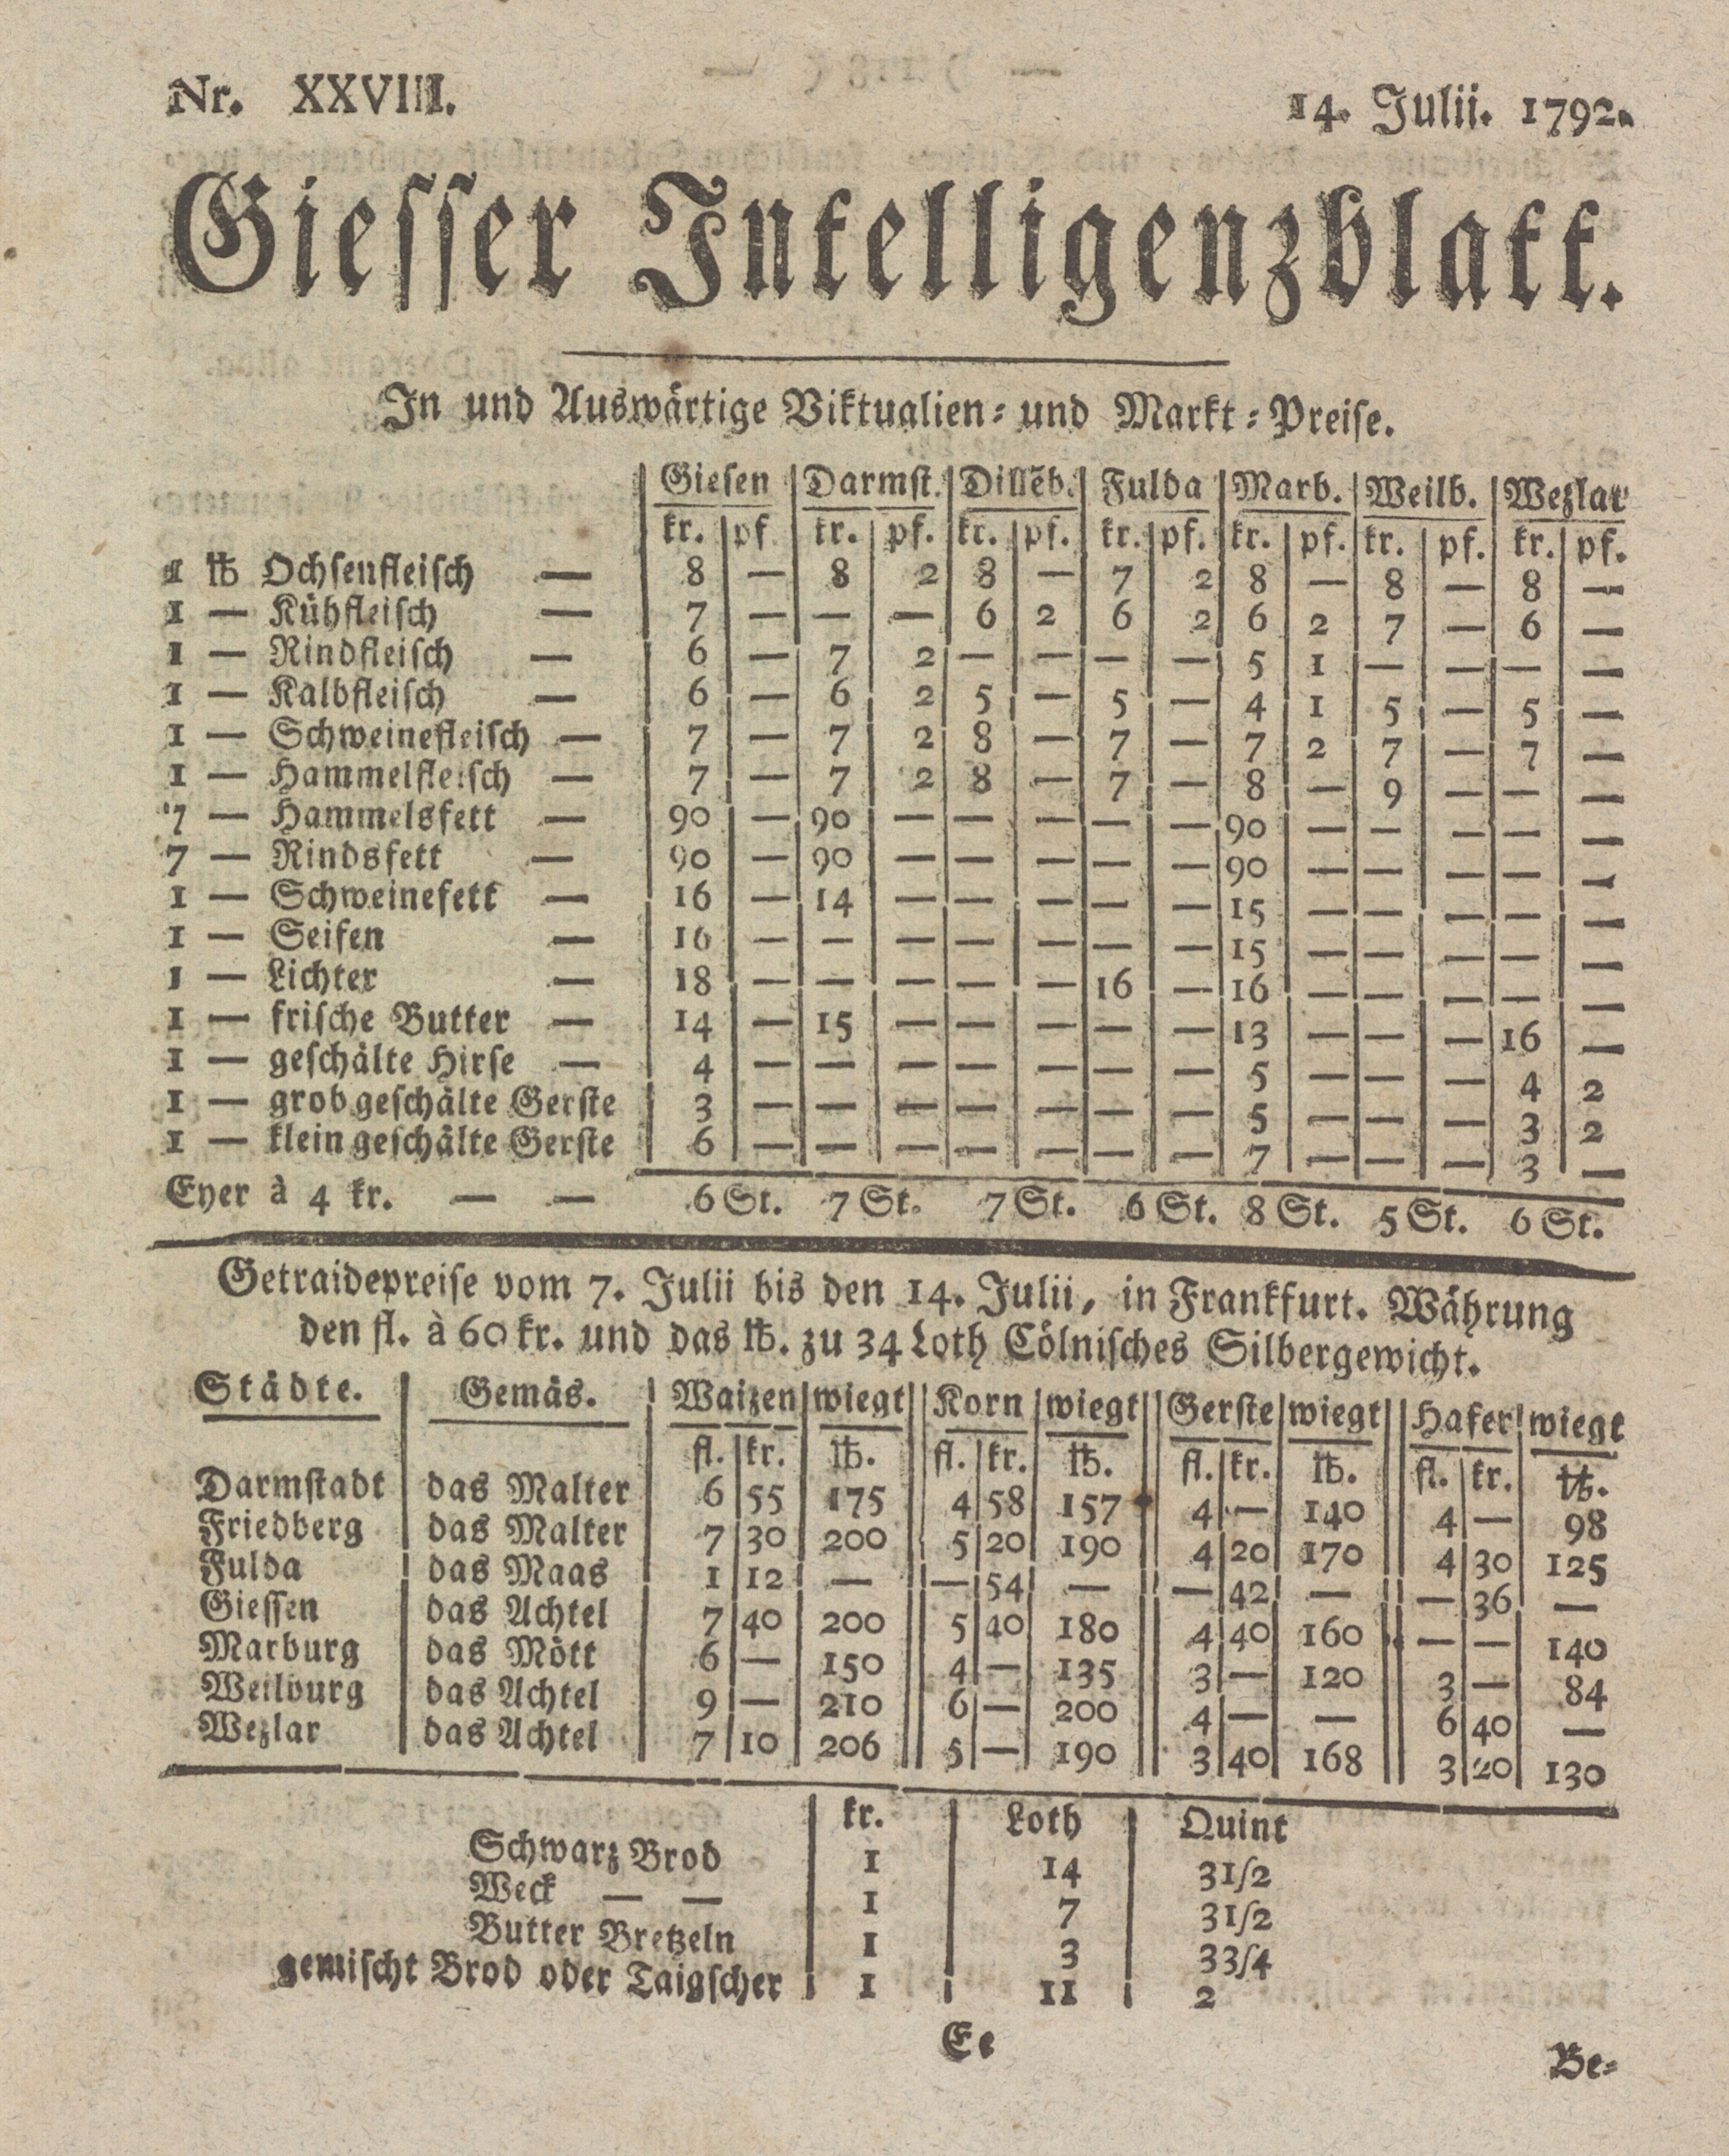 Nr. XXVIII. 14. Julii. 1792.
Giesser Intelligenzblatt.
In und Auswärtige Viktualien- und Markt-Preise.
Giesen Darmst. Dillēb. Fulda Marb. Weilb. Wezlar
kr. pf kr. pf. kr. pf. kr. pf. kr. pf. kr. pf. kr. pf.
1 ℔ Ochsenfleisch — 8 — 8 2 8 — 7 2 8 — 8 — 8 —
1 — Kühfleisch — 7 — — — 6 2 6 2 6 2 7 — 6 —
1 — Rindfleisch — 6 — 7 2 — — — — 5 1 — — — —
1 — Kalbfleisch — 6 — 6 2 5 — 5 — 4 1 5 — 5 —
1 — Schweinefleisch — 7 — 7 2 8 — 7 — 7 2 7 — 7 —
1 — Hammelfleisch — 7 — 7 2 8 — 7 — 8 — 9 — — —
7 — Hammelsfett — 90 — 90 — — — — — 90 — — — — —
7 — Rindsfett — 90 — 90 — — — — — 90 — — — — —
1 — Schweinefett — 16 — 14 — — — — — 15 — — — — —
1 — Seifen — 16 — — — — — — — 15 — — — — —
1 — Lichter — 18 — — — — — 16 — 16 — — — — —
1 — frische Butter — 14 — 15 — — — — — 13 — — — 16 —
1 — geschälte Hirse — 4 — — — — — — — 5 — — — 4 2
1 — grob geschälte Gerste 3 — — — — — — — 5 — — — 3 2
1 — klein geschälte Gerste 6 — — — — — — — 7 — — — 3 —
Eyer à 4 kr. — — 6 St. 7 St. 7 St. 6 St. 8 St. 5 St. 6 St.
Getraidepreise vom 7. Julii bis den 14. Julii, in Frankfurt. Währung
den fl. à 60 kr. und das ℔. zu 34 Loth Cölnisches Silbergewicht.
Städte. Gemäs. Waizen wiegt Korn wiegt Gerste wiegt Hafer wiegt
fl. kr. ℔. fl. kr. ℔. fl. kr. ℔. fl. kr. ℔.
Darmstadt das Malter 6 55 175 4 58 157 4 — 140 4 — 98
Friedberg das Malter 7 30 200 5 20 190 4 20 170 4 30 125
Fulda das Maas 1 12 — — 54 — — 42 — — 36 —
Giessen das Achtel 7 40 200 5 40 180 4 40 160 — — 140
Marburg das Mött 6 — 150 4 — 135 3 — 120 3 — 84
Weilburg das Achtel 9 — 210 6 — 200 4 — — 6 40 —
Wezlar das Achtel 7 10 206 5 — 190 3 40 168 3 20 130
kr. Loth Quint
Schwarz Brod 1 14 3 1/2
Weck — — 1 7 3 1/2
Butter Bretzeln 1 3 3 3/4
gemischt Brod oder Taigscher 1 11 2
Ee
Be-